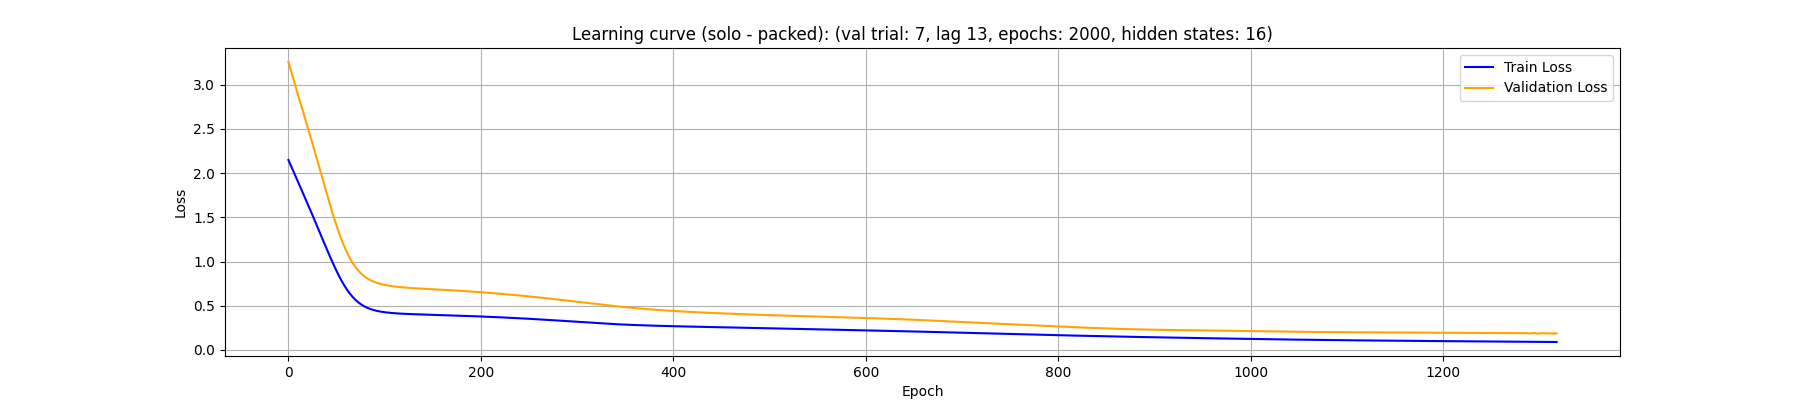 Learning curve (solo - packed): (val trial: 7, lag 13, epochs: 2000, hidden states: 16)
Train Loss
Validation Loss
3.0
2.5
2.0
1.5
1.0
0.5
0.0
Loss
0 200 400 600 800 1000 1200
Epoch